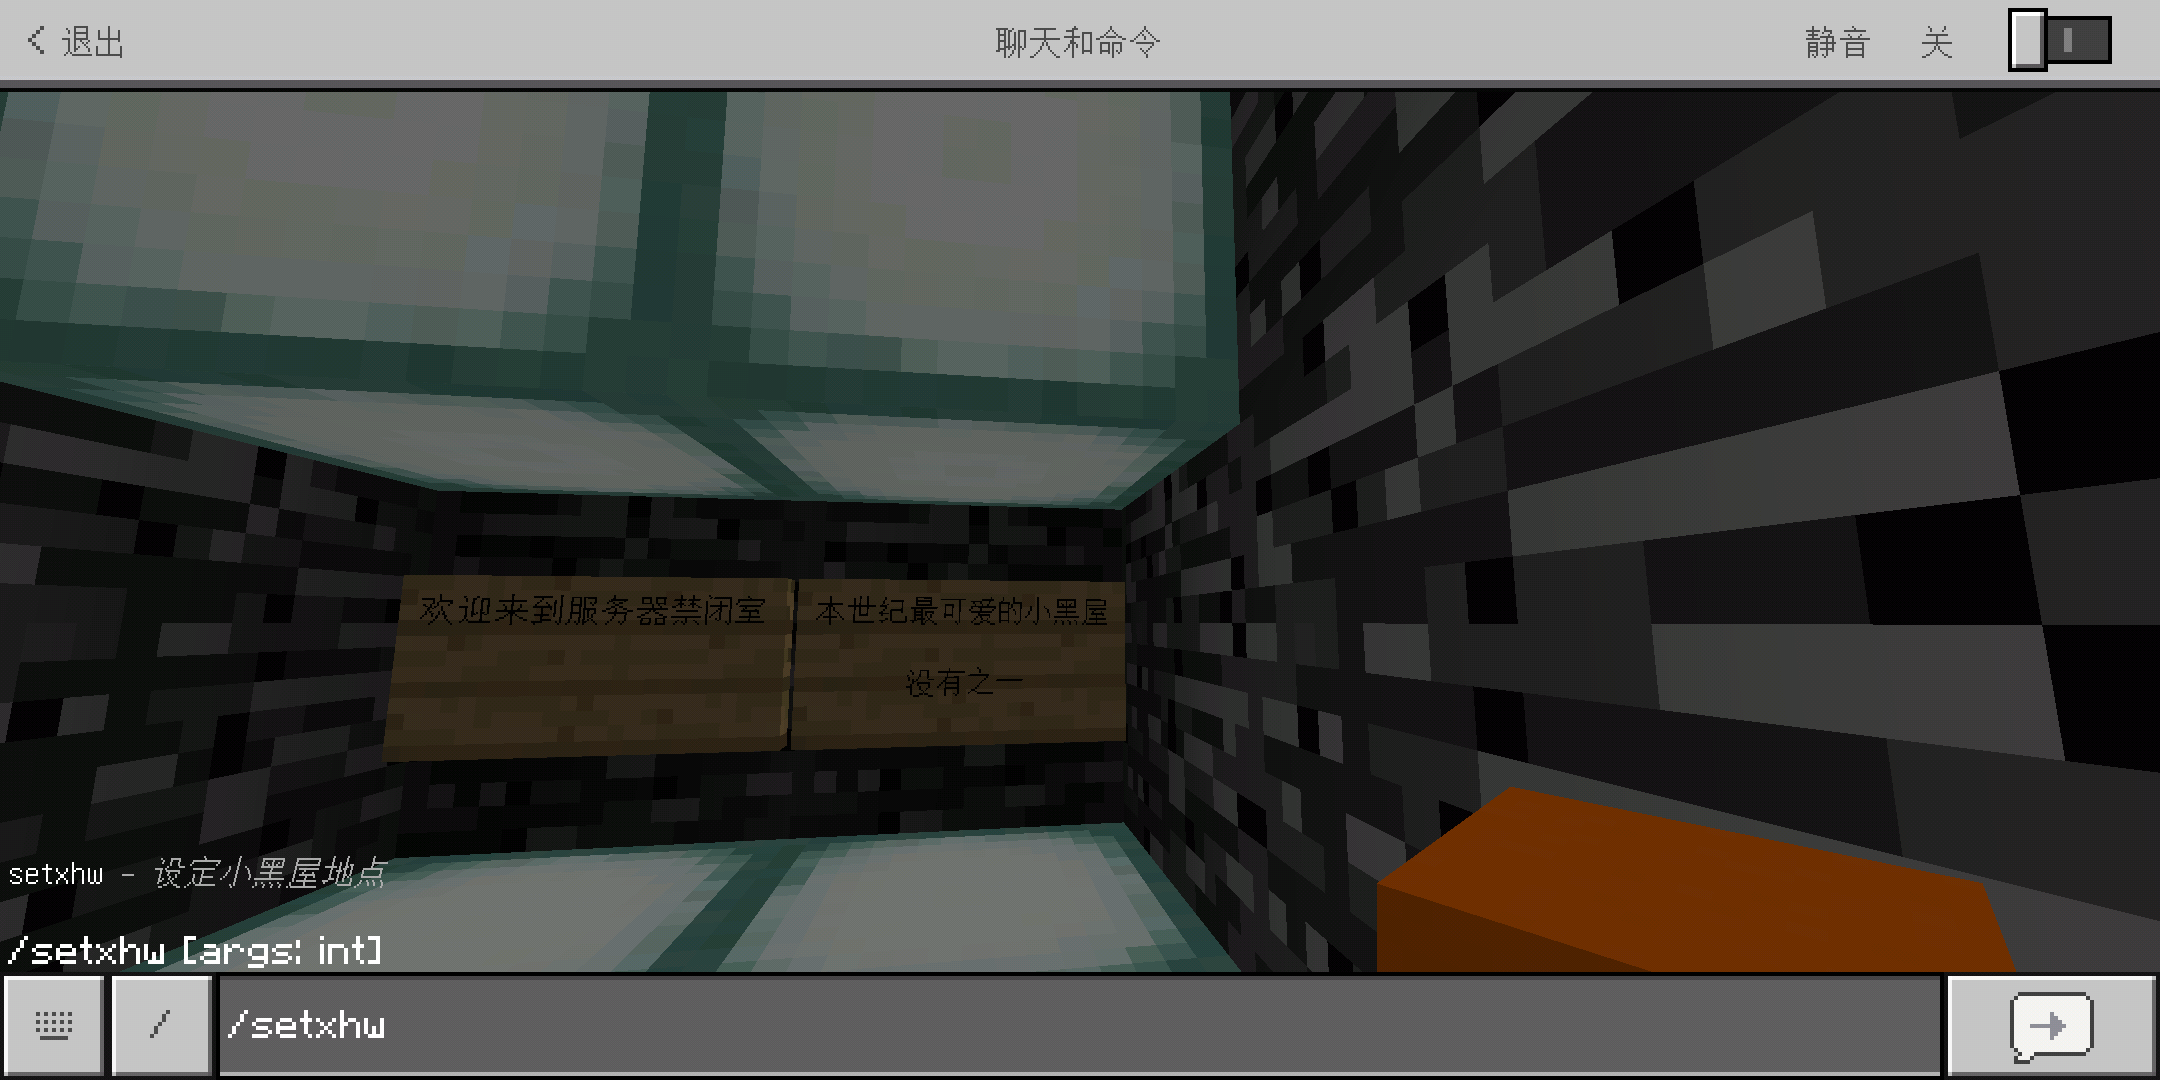 退出
聊天和命令
静音 关
欢迎来到服务器禁闭室
本世纪最可爱的小黑屋
没有之一
setxhw - 设定小黑屋地点
/setxhw [args: int]
/
/setxhw